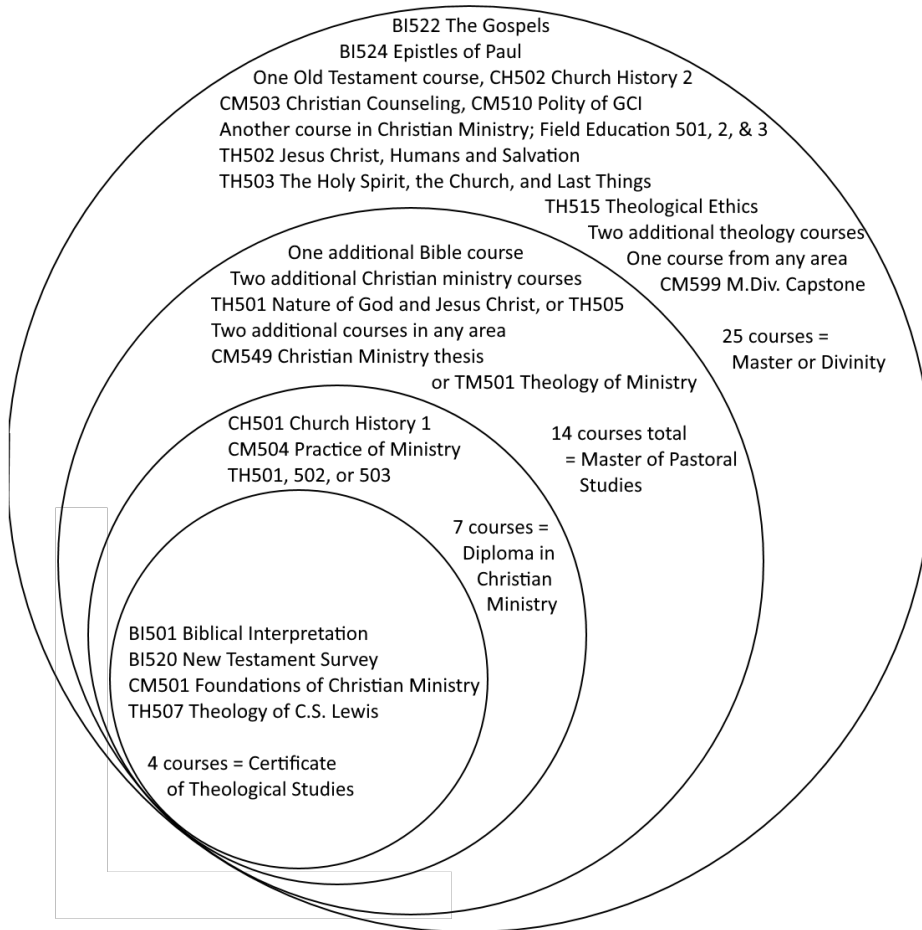 BI522 The Gospels
BI524 Epistles of Paul
One Old Testament course, CH502 Church History 2
CM503 Christian Counseling, CM510 Polity of GCI
Another course in Christian Ministry; Field Education 501, 2, & 3
TH502 Jesus Christ, Humans and Salvation
TH503 The Holy Spirit, the Church, and Last Things
TH515 Theological Ethics
Two additional theology courses
One course from any area
CM599 M.Div. Capstone
25 courses =
Master or Divinity
One additional Bible course
Two additional Christian ministry courses
TH501 Nature of God and Jesus Christ, or TH505
Two additional courses in any area
CM549 Christian Ministry thesis
or TM501 Theology of Ministry
14 courses total
= Master of Pastoral
Studies
CH501 Church History 1
CM504 Practice of Ministry
TH501, 502, or 503
7 courses =
Diploma in
Christian
Ministry
BI501 Biblical Interpretation
BI520 New Testament Survey
CM501 Foundations of Christian Ministry
TH507 Theology of C.S. Lewis
4 courses = Certificate
of Theological Studies